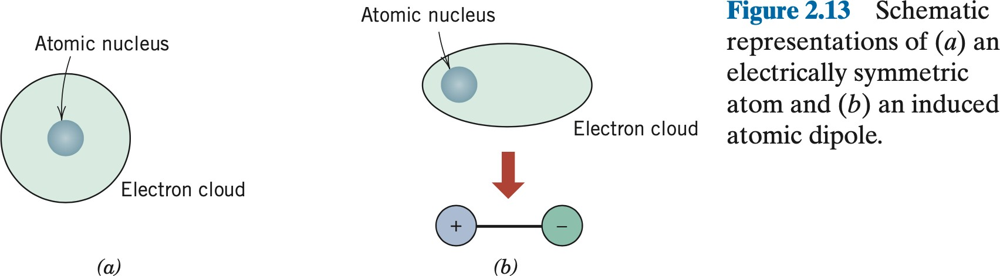 Atomic nucleus
Electron cloud
(a)
Atomic nucleus
Electron cloud
+
–
(b)
Figure 2.13 Schematic
representations of (a) an
electrically symmetric
atom and (b) an induced
atomic dipole.